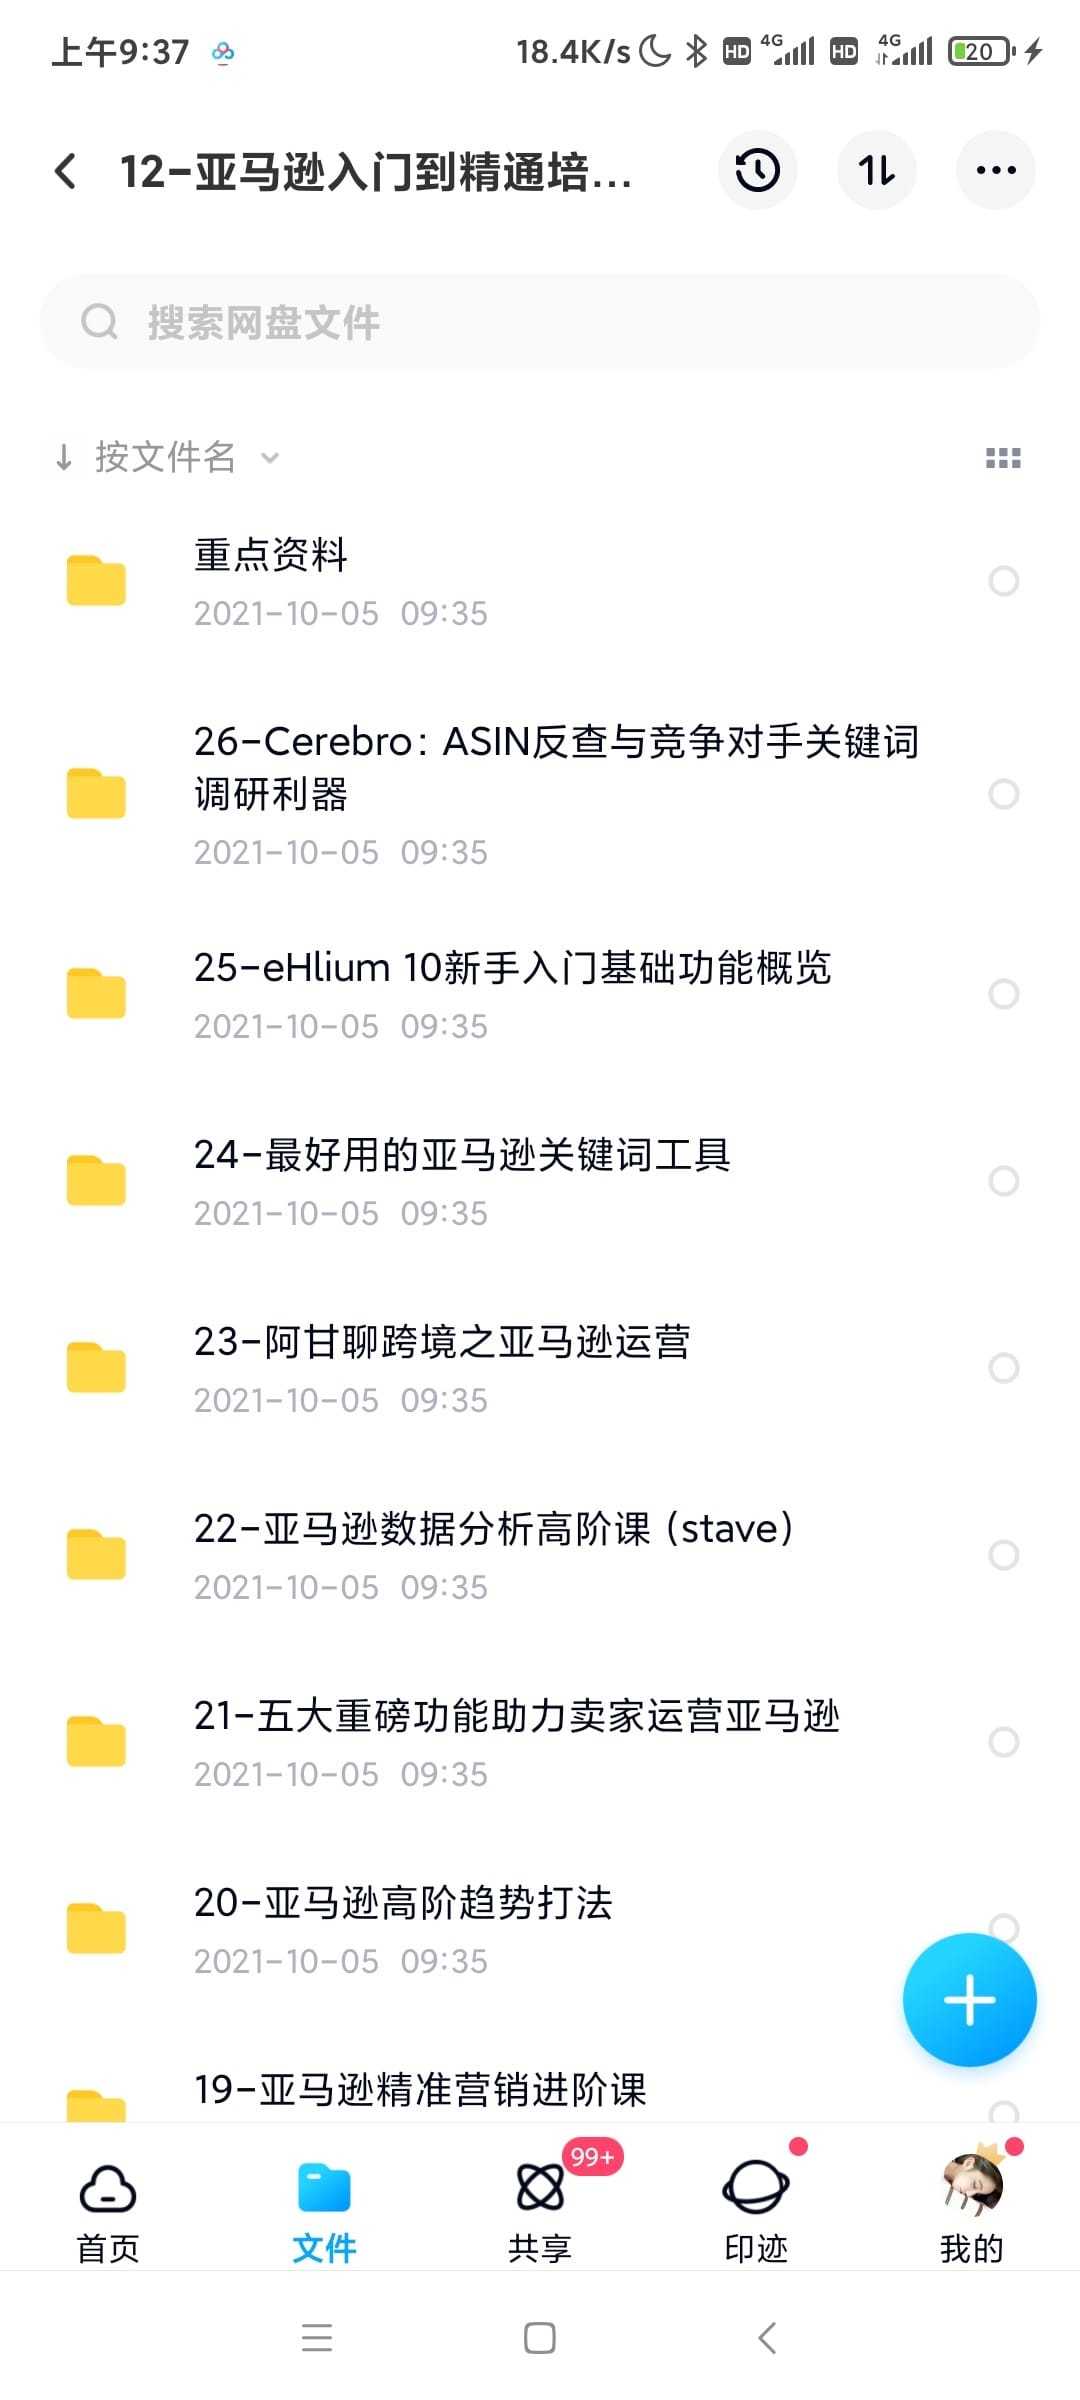 上午9:37 18.4K/s HD 4G HD 4G 20
12-亚马逊入门到精通培...
搜索网盘文件
按文件名
重点资料
2021-10-05 09:35
26-Cerebro: ASIN反查与竞争对手关键词
调研利器
2021-10-05 09:35
25-eHlium 10新手入门基础功能概览
2021-10-05 09:35
24-最好用的亚马逊关键词工具
2021-10-05 09:35
23-阿甘聊跨境之亚马逊运营
2021-10-05 09:35
22-亚马逊数据分析高阶课 (stave)
2021-10-05 09:35
21-五大重磅功能助力卖家运营亚马逊
2021-10-05 09:35
20-亚马逊高阶趋势打法
2021-10-05 09:35
19-亚马逊精准营销进阶课
99+
首页 文件 共享 印迹 我的